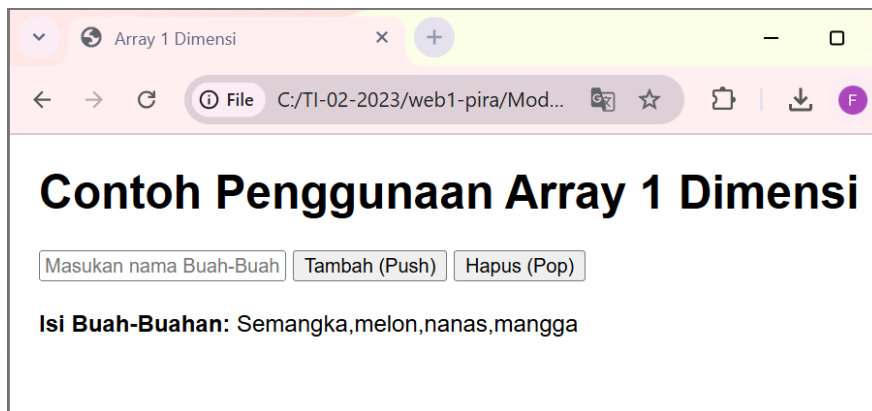 Array 1 Dimensi
File C:/TI-02-2023/web1-pira/Mod...
F
Contoh Penggunaan Array 1 Dimensi
Masukan nama Buah-Buah Tambah (Push) Hapus (Pop)
Isi Buah-Buahan: Semangka,melon,nanas,mangga